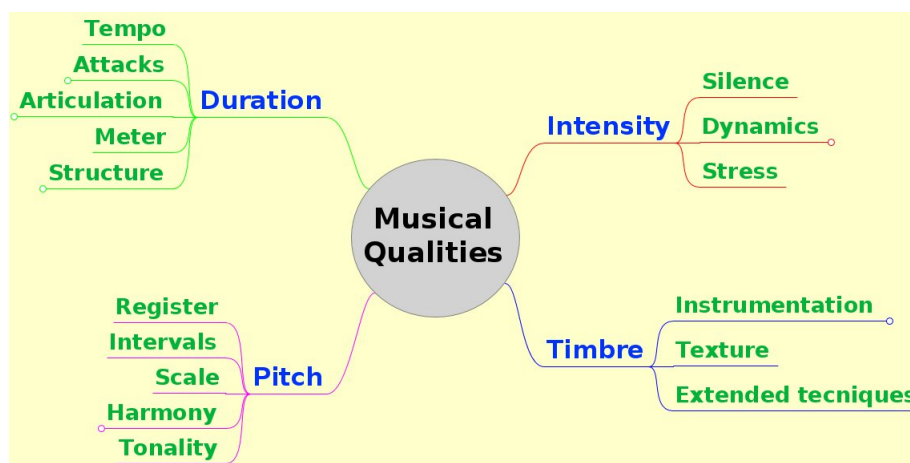 Tempo
Attacks
Articulation
Meter
Structure
Duration
Musical
Qualities
Intensity
Silence
Dynamics
Stress
Register
Intervals
Scale
Harmony
Tonality
Pitch
Timbre
Instrumentation
Texture
Extended tecniques